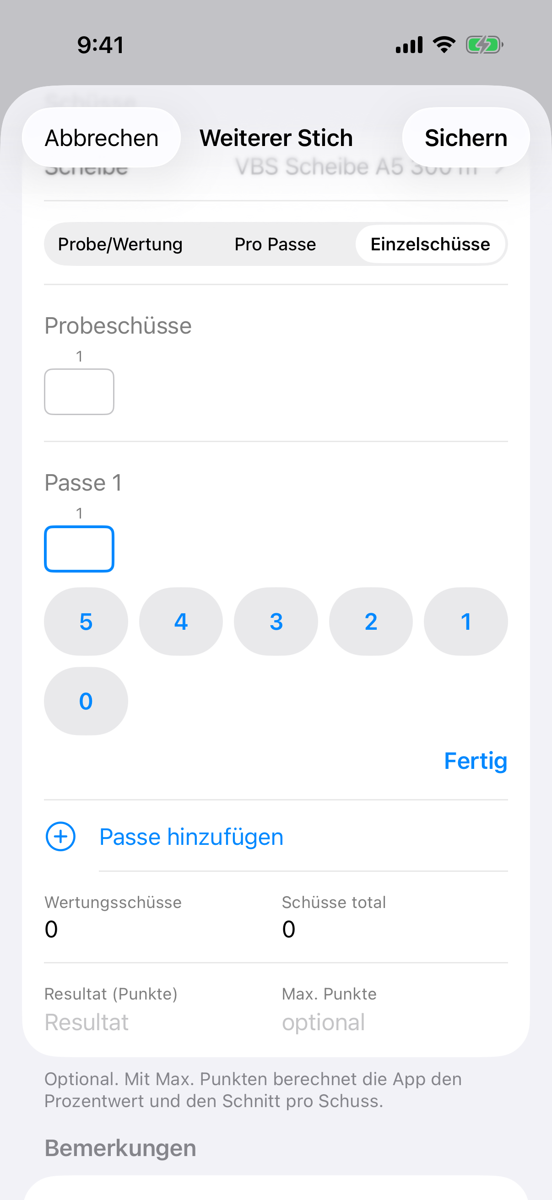 9:41
Schüsse
Abbrechen
Weiterer Stich
Sichern
Scheibe
VBS Scheibe A5 300 m
Probe/Wertung
Pro Passe
Einzelschüsse
Probeschüsse
1
Passe 1
1
5 4 3 2 1
0
Fertig
Passe hinzufügen
Wertungsschüsse
Schüsse total
0
0
Resultat (Punkte)
Max. Punkte
Resultat
optional
Optional. Mit Max. Punkten berechnet die App den
Prozentwert und den Schnitt pro Schuss.
Bemerkungen